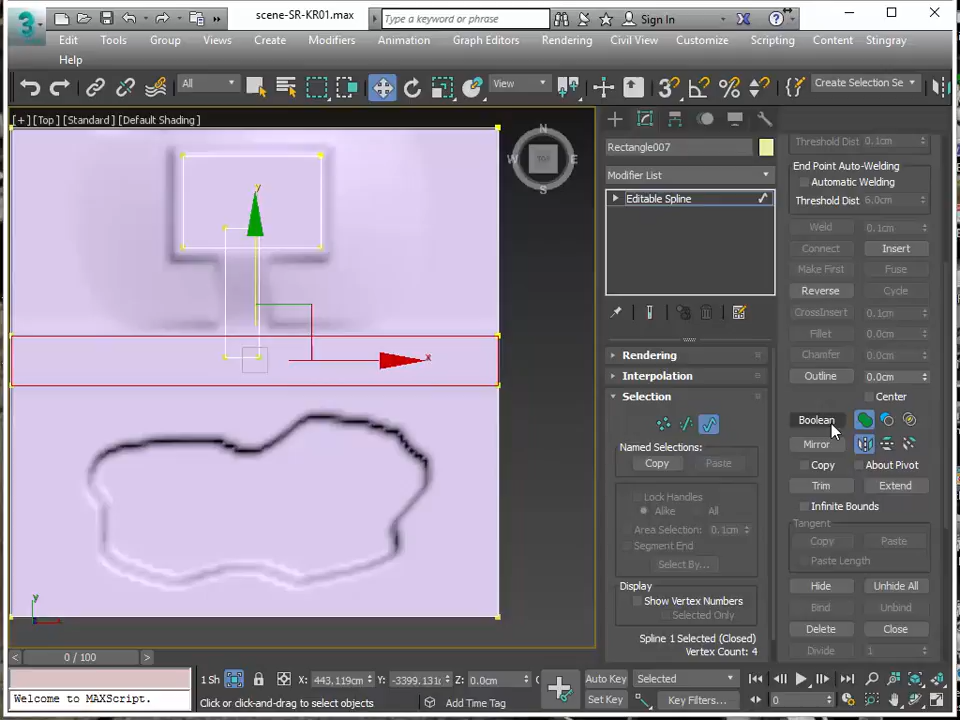 3
scene-SR-KR01.max
Type a keyword or phrase
Sign In
Edit Tools Group Views Create Modifiers Animation Graph Editors Rendering Civil View Customize Scripting Content Stingray
Help
All
View
Create Selection Se
[+] [Top] [Standard] [Default Shading]
N
W TOP E
S
y
x
y
Rectangle007
Modifier List
Editable Spline
Rendering
Interpolation
Selection
Named Selections:
Copy Paste
Lock Handles
Alike All
Area Selection: 0.1cm
Segment End
Select By...
Display
Show Vertex Numbers
Selected Only
Spline 1 Selected (Closed)
Vertex Count: 4
Threshold Dist 0.1cm
End Point Auto-Welding
Automatic Welding
Threshold Dist 6.0cm
Weld 0.1cm
Connect Insert
Make First Fuse
Reverse Cycle
CrossInsert 0.1cm
Fillet 0.0cm
Chamfer 0.0cm
Outline 0.0cm
Center
Boolean
Mirror
Copy About Pivot
Trim Extend
Infinite Bounds
Tangent
Copy Paste
Paste Length
Hide Unhide All
Bind Unbind
Delete Close
Divide 1
0 / 100
Welcome to MAXScript.
1 Sh
X: 443,119cm Y: -3399.131c Z: 0.0cm
Click or click-and-drag to select objects
Add Time Tag
Auto Key Selected
Set Key Key Filters...
0